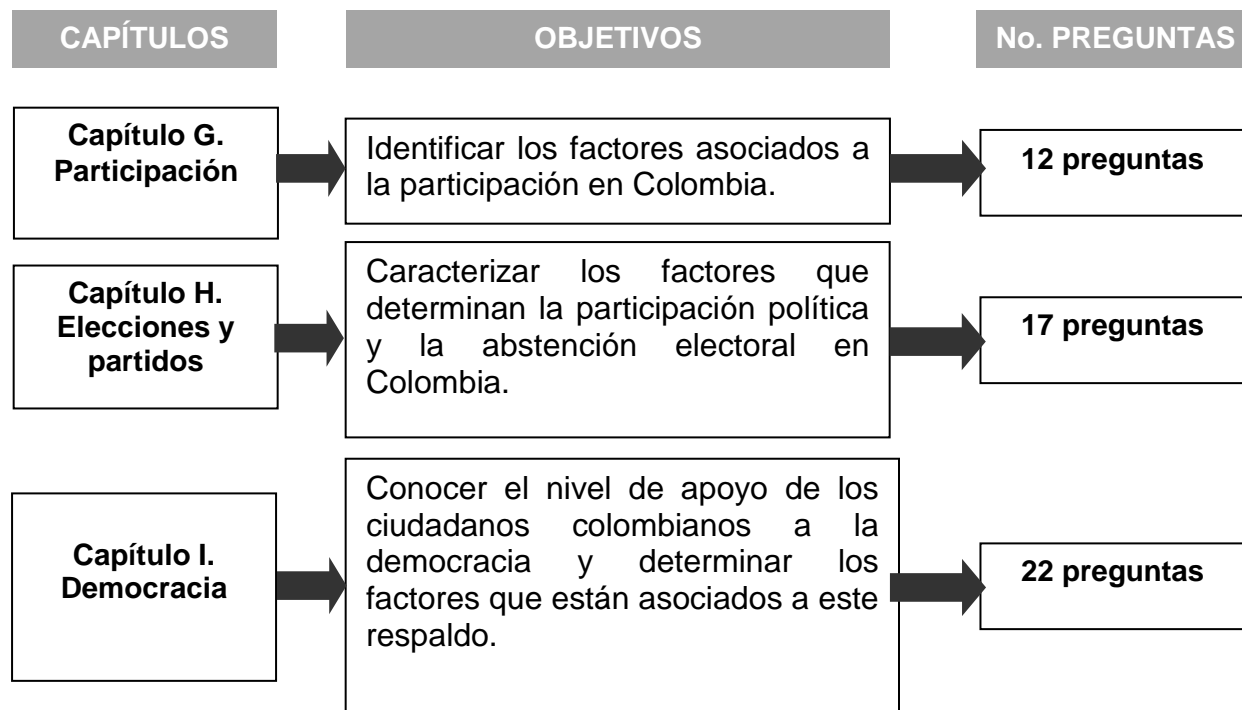 CAPÍTULOS
OBJETIVOS
No. PREGUNTAS
Capítulo G.
Participación
Identificar los factores asociados a
la participación en Colombia.
12 preguntas
Capítulo H.
Elecciones y
partidos
Caracterizar los factores que
determinan la participación política
y la abstención electoral en
Colombia.
17 preguntas
Capítulo I.
Democracia
Conocer el nivel de apoyo de los
ciudadanos colombianos a la
democracia y determinar los
factores que están asociados a este
respaldo.
22 preguntas